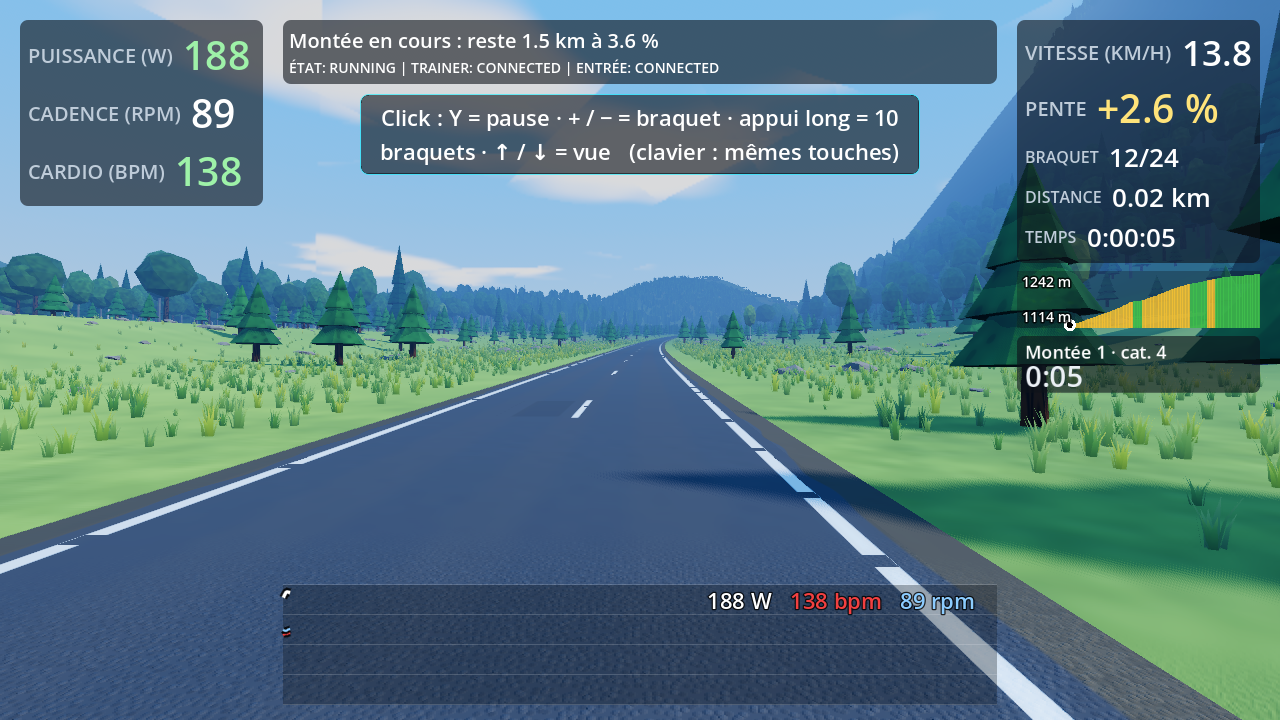 PUISSANCE (W) 188
CADENCE (RPM) 89
CARDIO (BPM) 138
Montée en cours : reste 1.5 km à 3.6 %
ÉTAT: RUNNING | TRAINER: CONNECTED | ENTRÉE: CONNECTED
Click : Y = pause · + / − = braquet · appui long = 10
braquets · ↑ / ↓ = vue (clavier : mêmes touches)
VITESSE (KM/H) 13.8
PENTE +2.6 %
BRAQUET 12/24
DISTANCE 0.02 km
TEMPS 0:00:05
1242 m
1114 m
Montée 1 · cat. 4
0:05
188 W 138 bpm 89 rpm